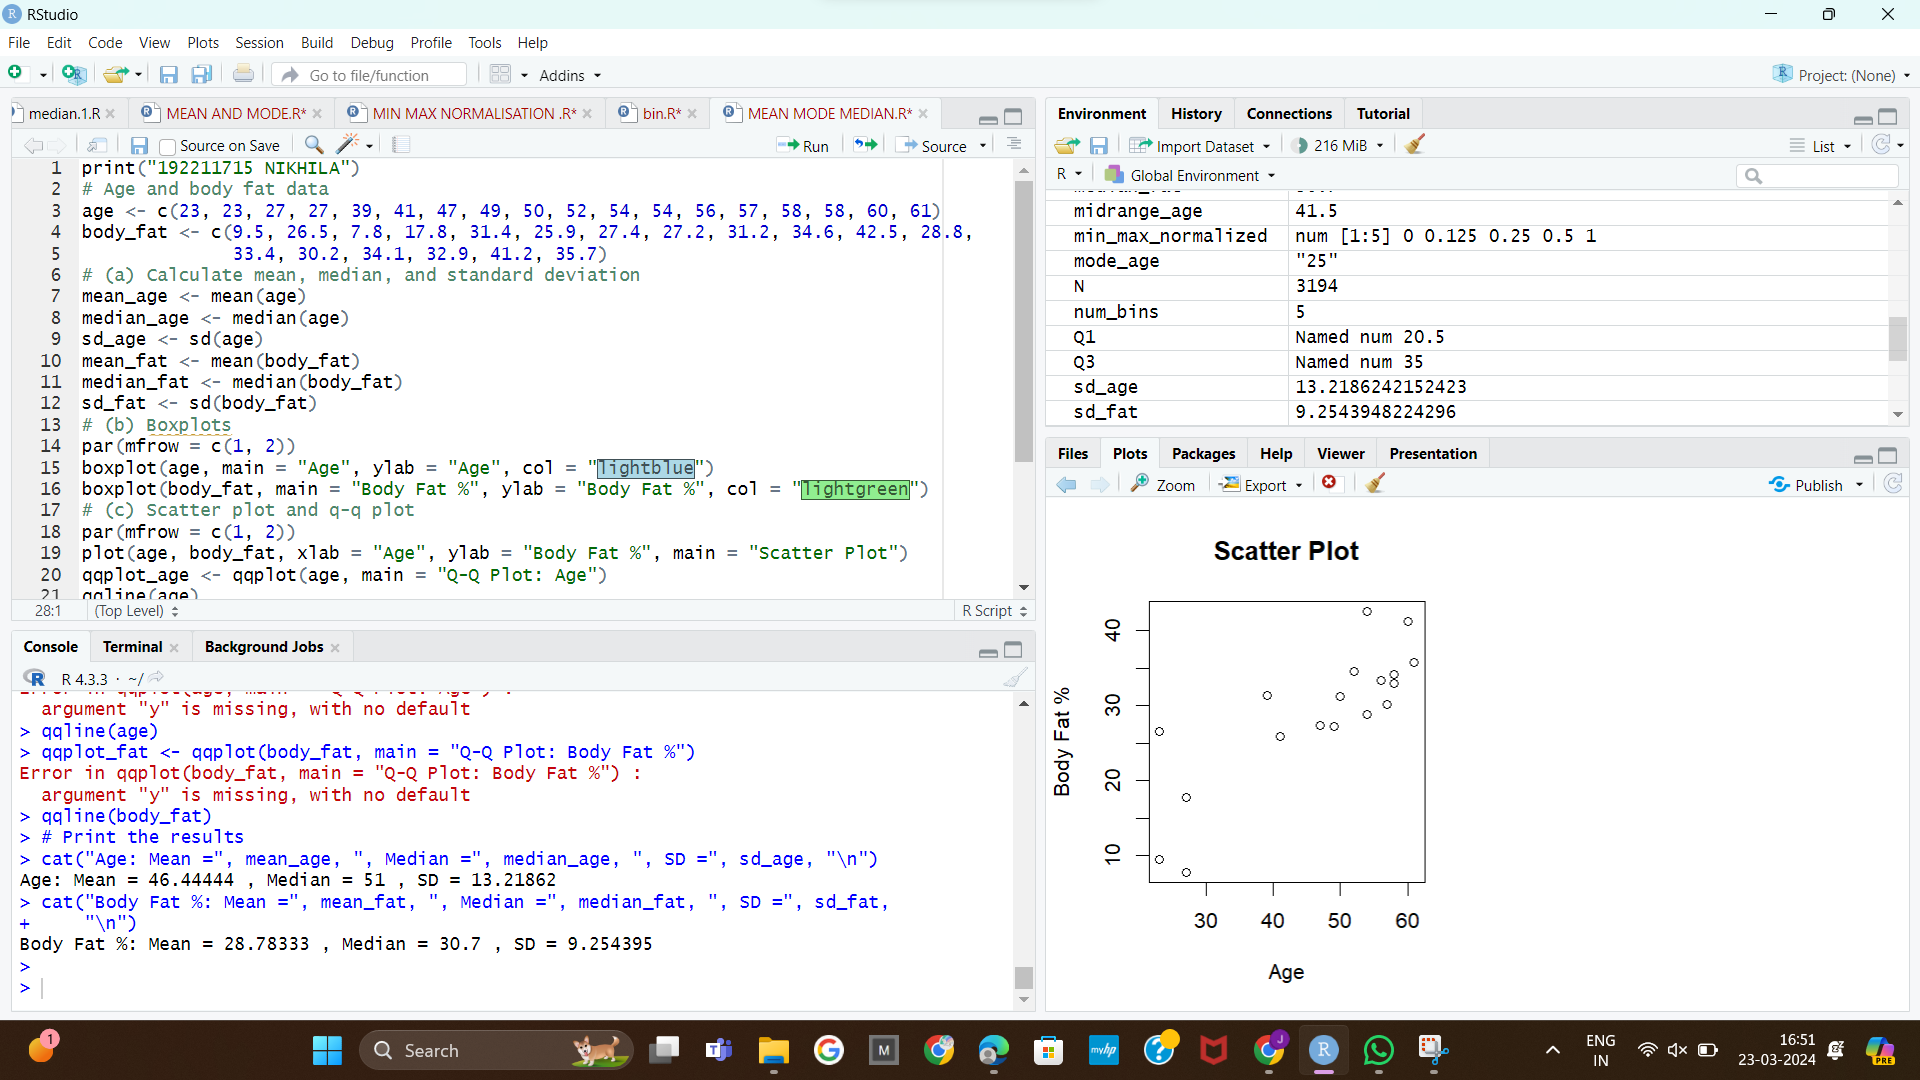 RStudio
File Edit Code View Plots Session Build Debug Profile Tools Help
Go to file/function
Addins
Project: (None)
median.1.R
MEAN AND MODE.R*
MIN MAX NORMALISATION .R*
bin.R*
MEAN MODE MEDIAN.R*
Source on Save
Run
Source
1 print("192211715 NIKHILA")
2 # Age and body fat data
3 age <- c(23, 23, 27, 27, 39, 41, 47, 49, 50, 52, 54, 54, 56, 57, 58, 58, 60, 61)
4 body_fat <- c(9.5, 26.5, 7.8, 17.8, 31.4, 25.9, 27.4, 27.2, 31.2, 34.6, 42.5, 28.8,
5 33.4, 30.2, 34.1, 32.9, 41.2, 35.7)
6 # (a) Calculate mean, median, and standard deviation
7 mean_age <- mean(age)
8 median_age <- median(age)
9 sd_age <- sd(age)
10 mean_fat <- mean(body_fat)
11 median_fat <- median(body_fat)
12 sd_fat <- sd(body_fat)
13 # (b) Boxplots
14 par(mfrow = c(1, 2))
15 boxplot(age, main = "Age", ylab = "Age", col = "lightblue")
16 boxplot(body_fat, main = "Body Fat %", ylab = "Body Fat %", col = "lightgreen")
17 # (c) Scatter plot and q-q plot
18 par(mfrow = c(1, 2))
19 plot(age, body_fat, xlab = "Age", ylab = "Body Fat %", main = "Scatter Plot")
20 qqplot_age <- qqplot(age, main = "Q-Q Plot: Age")
21 qqline(age)
28:1 (Top Level) R Script
Console Terminal Background Jobs
R 4.3.3 · ~/
argument "y" is missing, with no default
> qqline(age)
> qqplot_fat <- qqplot(body_fat, main = "Q-Q Plot: Body Fat %")
Error in qqplot(body_fat, main = "Q-Q Plot: Body Fat %") :
argument "y" is missing, with no default
> qqline(body_fat)
> # Print the results
> cat("Age: Mean =", mean_age, ", Median =", median_age, ", SD =", sd_age, "\n")
Age: Mean = 46.44444 , Median = 51 , SD = 13.21862
> cat("Body Fat %: Mean =", mean_fat, ", Median =", median_fat, ", SD =", sd_fat,
+ "\n")
Body Fat %: Mean = 28.78333 , Median = 30.7 , SD = 9.254395
>
>
Environment History Connections Tutorial
Import Dataset 216 MiB List
R Global Environment
midrange_age 41.5
min_max_normalized num [1:5] 0 0.125 0.25 0.5 1
mode_age "25"
N 3194
num_bins 5
Q1 Named num 20.5
Q3 Named num 35
sd_age 13.2186242152423
sd_fat 9.2543948224296
Files Plots Packages Help Viewer Presentation
Zoom Export Publish
Scatter Plot
Body Fat %
40
30
20
10
30 40 50 60
Age
1
Search
ENG
IN
16:51
23-03-2024
PRE